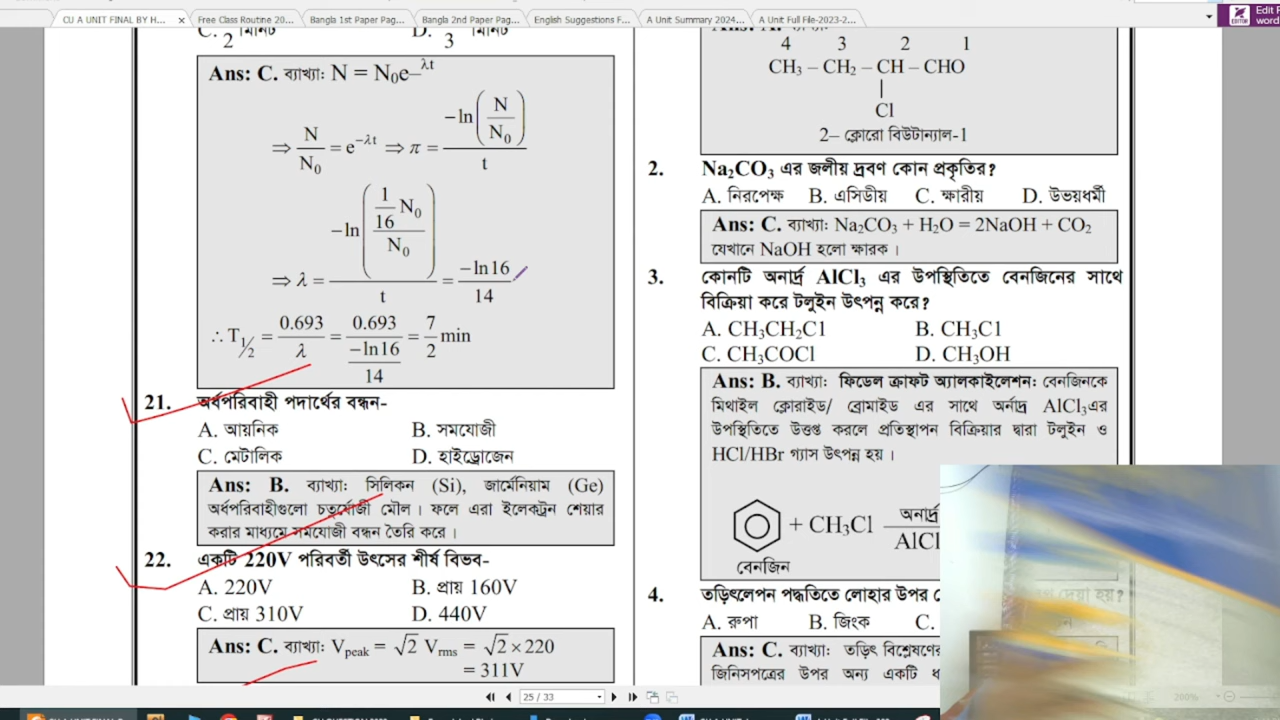 CU A UNIT FINAL BY H...
Free Class Routine 20...
Bangla 1st Paper Pag...
Bangla 2nd Paper Pag...
English Suggestions F...
A Unit Summary 2024...
A Unit Full File-2023-2...
C. 2 মিনিট D. 3 মিনিট
Ans: C. ব্যাখ্যা: N = N₀e–^λt
⇒ N/N₀ = e^−λt ⇒ π = −ln(N/N₀)/t
⇒ λ = −ln((1/16 N₀)/N₀)/t = −ln16/14
∴ T½ = 0.693/λ = 0.693/(−ln16/14) = 7/2 min
21. অর্ধপরিবাহী পদার্থের বন্ধন-
A. আয়নিক B. সমযোজী
C. মেটালিক D. হাইড্রোজেন
Ans: B. ব্যাখ্যা: সিলিকন (Si), জার্মেনিয়াম (Ge)
অর্ধপরিবাহীগুলো চতুর্যোজী মৌল। ফলে এরা ইলেকট্রন শেয়ার
করার মাধ্যমে সমযোজী বন্ধন তৈরি করে।
22. একটি 220V পরিবর্তী উৎসের শীর্ষ বিভব-
A. 220V B. প্রায় 160V
C. প্রায় 310V D. 440V
Ans: C. ব্যাখ্যা: Vpeak = √2 Vrms = √2 × 220
= 311V
4 3 2 1
CH₃ – CH₂ – CH – CHO
|
Cl
2– ক্লোরো বিউটান্যাল-1
2. Na₂CO₃ এর জলীয় দ্রবণ কোন প্রকৃতির?
A. নিরপেক্ষ B. এসিডীয় C. ক্ষারীয় D. উভয়ধর্মী
Ans: C. ব্যাখ্যা: Na₂CO₃ + H₂O = 2NaOH + CO₂
যেখানে NaOH হলো ক্ষারক।
3. কোনটি অনার্দ্র AlCl₃ এর উপস্থিতিতে বেনজিনের সাথে
বিক্রিয়া করে টলুইন উৎপন্ন করে?
A. CH₃CH₂C1 B. CH₃C1
C. CH₃COCl D. CH₃OH
Ans: B. ব্যাখ্যা: ফিডেল ক্রাফট অ্যালকাইলেশন: বেনজিনকে
মিথাইল ক্লোরাইড/ ব্রোমাইড এর সাথে অর্নাদ্র AlCl₃এর
উপস্থিতিতে উত্তপ্ত করলে প্রতিস্থাপন বিক্রিয়ার দ্বারা টলুইন ও
HCl/HBr গ্যাস উৎপন্ন হয়।
+ CH₃Cl অনার্দ্র
AlCl
বেনজিন
4. তড়িৎলেপন পদ্ধতিতে লোহার উপর
A. রুপা B. জিংক C.
Ans: C. ব্যাখ্যা: তড়িৎ বিশ্লেষণের
জিনিসপত্রের উপর অন্য একটি
25 / 33
200%